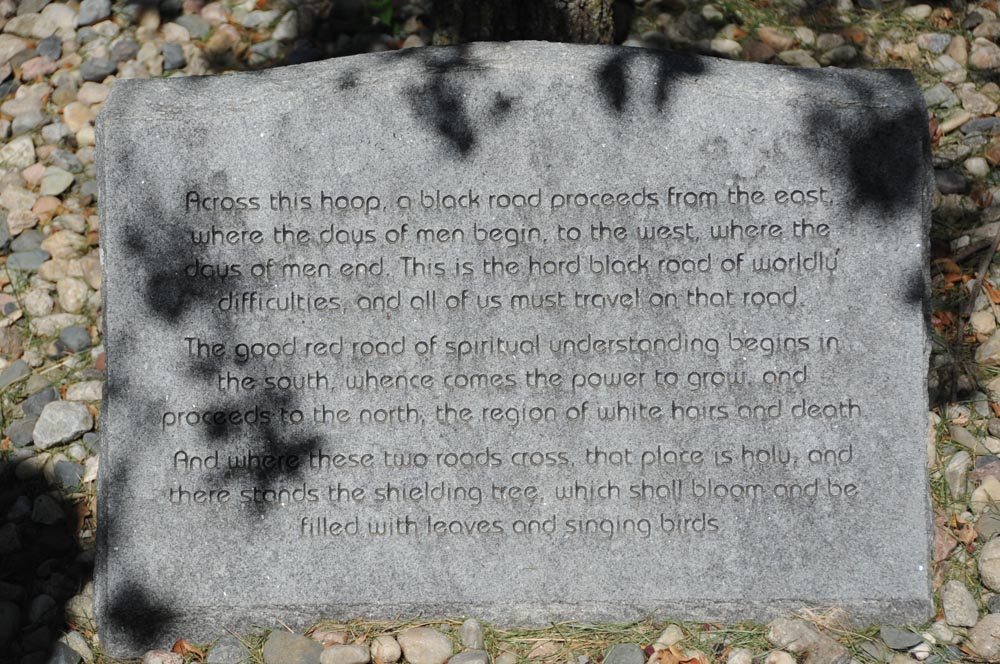 Across this hoop, a black road proceeds from the east,
where the days of men begin, to the west, where the
days of men end. This is the hard black road of worldly
difficulties, and all of us must travel on that road.
The good red road of spiritual understanding begins in
the south, whence comes the power to grow, and
proceeds to the north, the region of white hairs and death.
And where these two roads cross, that place is holy, and
there stands the shielding tree, which shall bloom and be
filled with leaves and singing birds